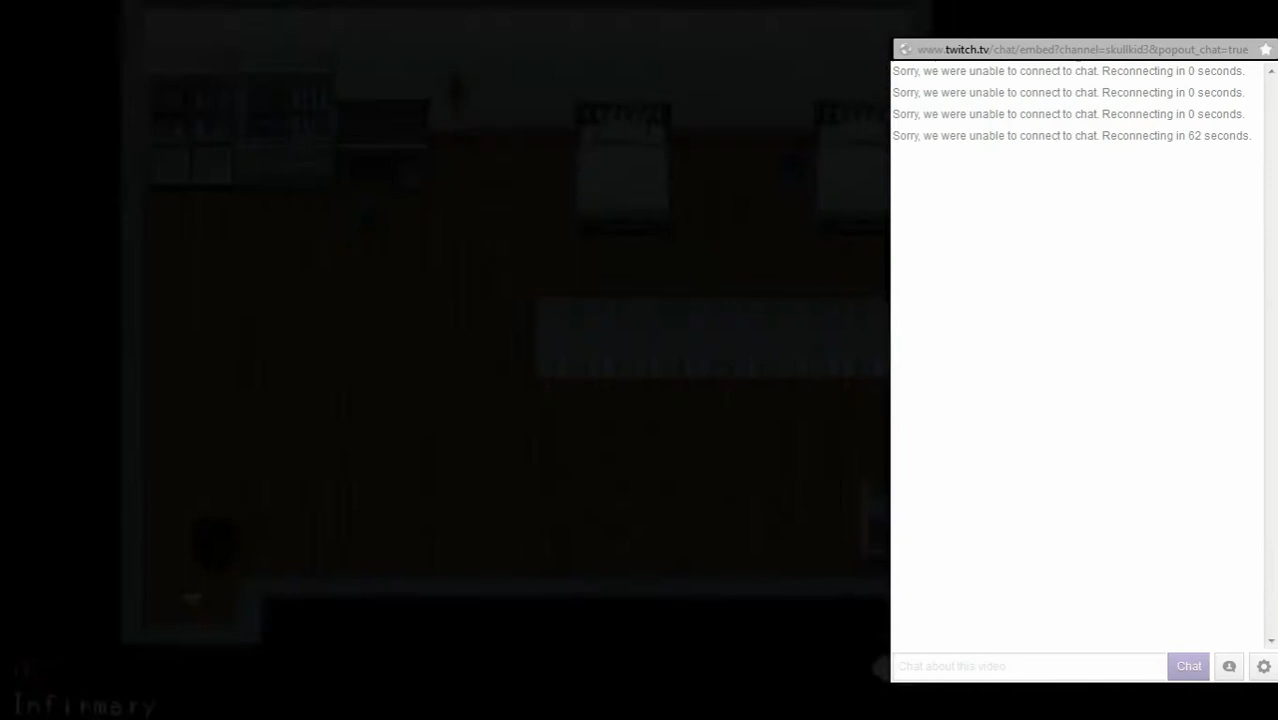 www.twitch.tv/chat/embed?channel=skullkid3&popout_chat=true
Sorry, we were unable to connect to chat. Reconnecting in 0 seconds.
Sorry, we were unable to connect to chat. Reconnecting in 0 seconds.
Sorry, we were unable to connect to chat. Reconnecting in 0 seconds.
Sorry, we were unable to connect to chat. Reconnecting in 62 seconds.
Chat about this video
Chat
Infirmary